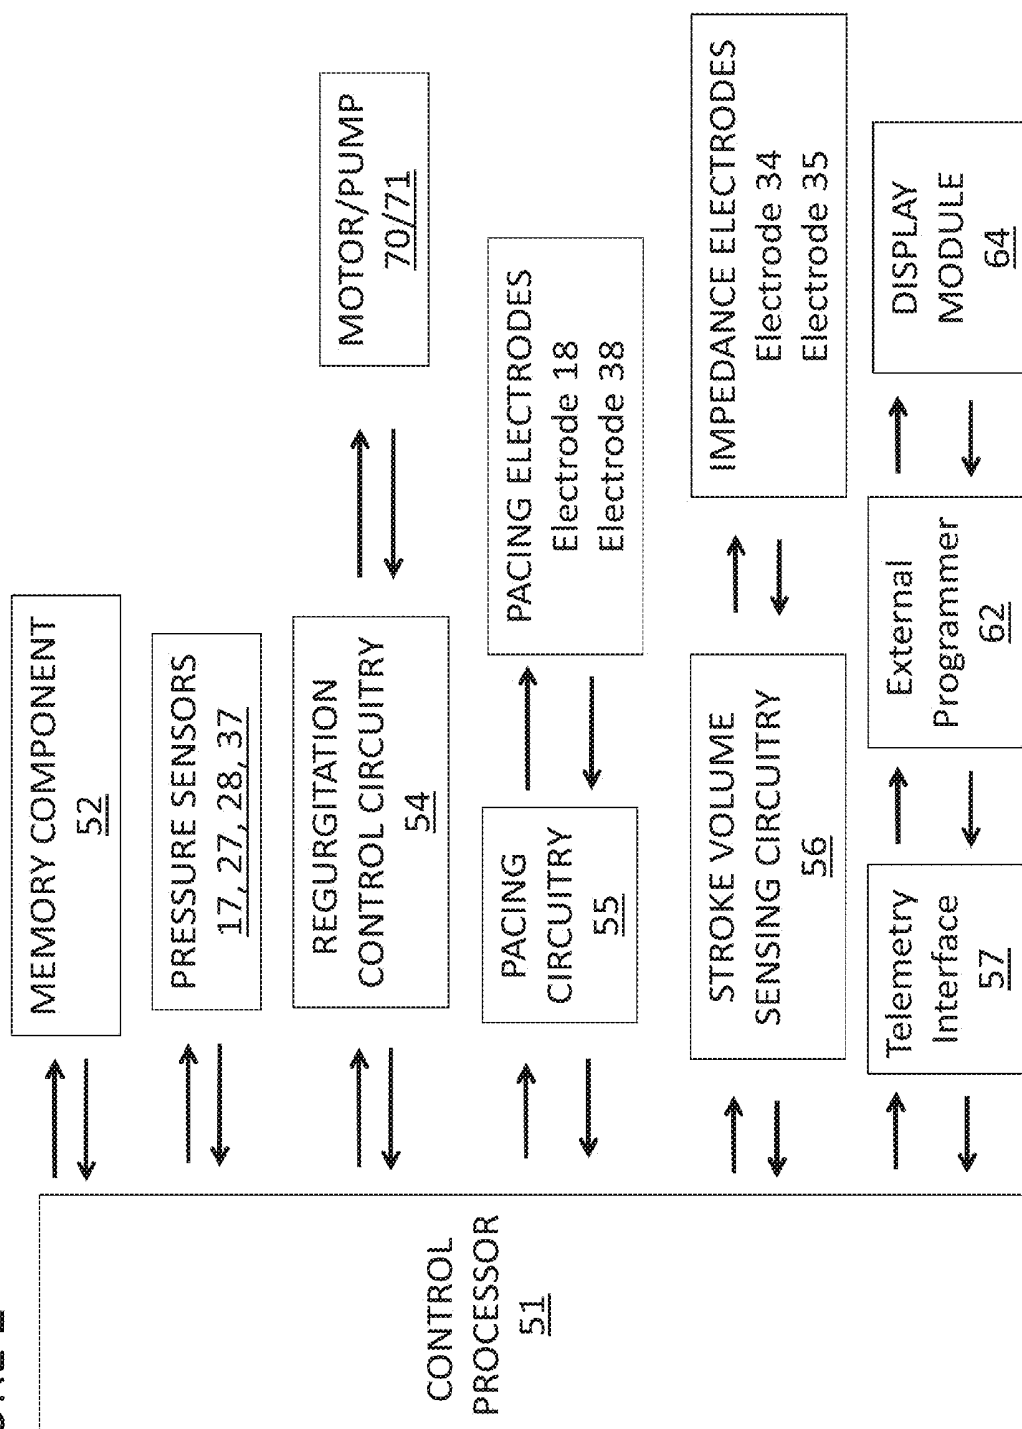 CONTROL
PROCESSOR
51
MEMORY COMPONENT
52
PRESSURE SENSORS
17, 27, 28, 37
REGURGITATION
CONTROL CIRCUITRY
54
MOTOR/PUMP
70/71
PACING
CIRCUITRY
55
PACING ELECTRODES
Electrode 18
Electrode 38
STROKE VOLUME
SENSING CIRCUITRY
56
IMPEDANCE ELECTRODES
Electrode 34
Electrode 35
Telemetry
Interface
57
External
Programmer
62
DISPLAY
MODULE
64